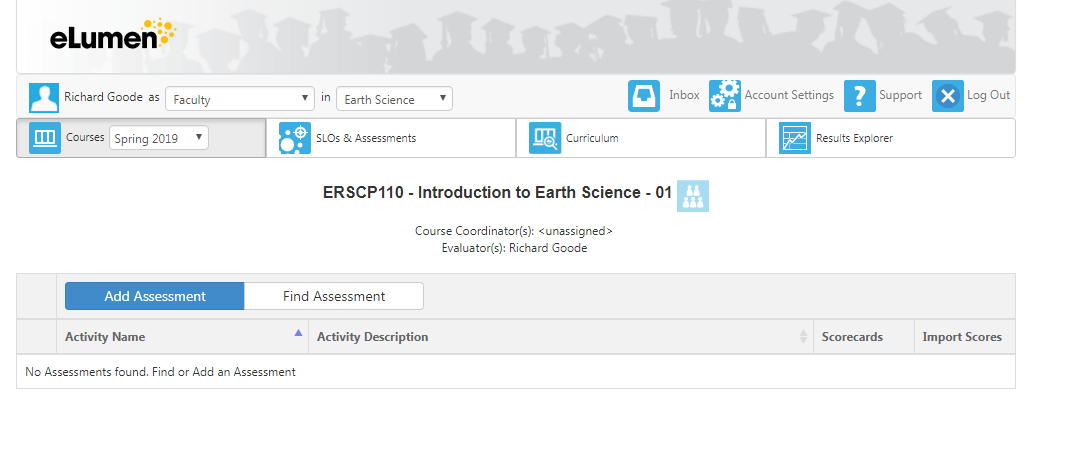 eLumen
Richard Goode as Faculty in Earth Science Inbox Account Settings ? Support Log Out
Courses Spring 2019 SLOs & Assessments Curriculum Results Explorer
ERSCP110 - Introduction to Earth Science - 01
Course Coordinator(s): <unassigned>
Evaluator(s): Richard Goode
Add Assessment Find Assessment
Activity Name Activity Description Scorecards Import Scores
No Assessments found. Find or Add an Assessment